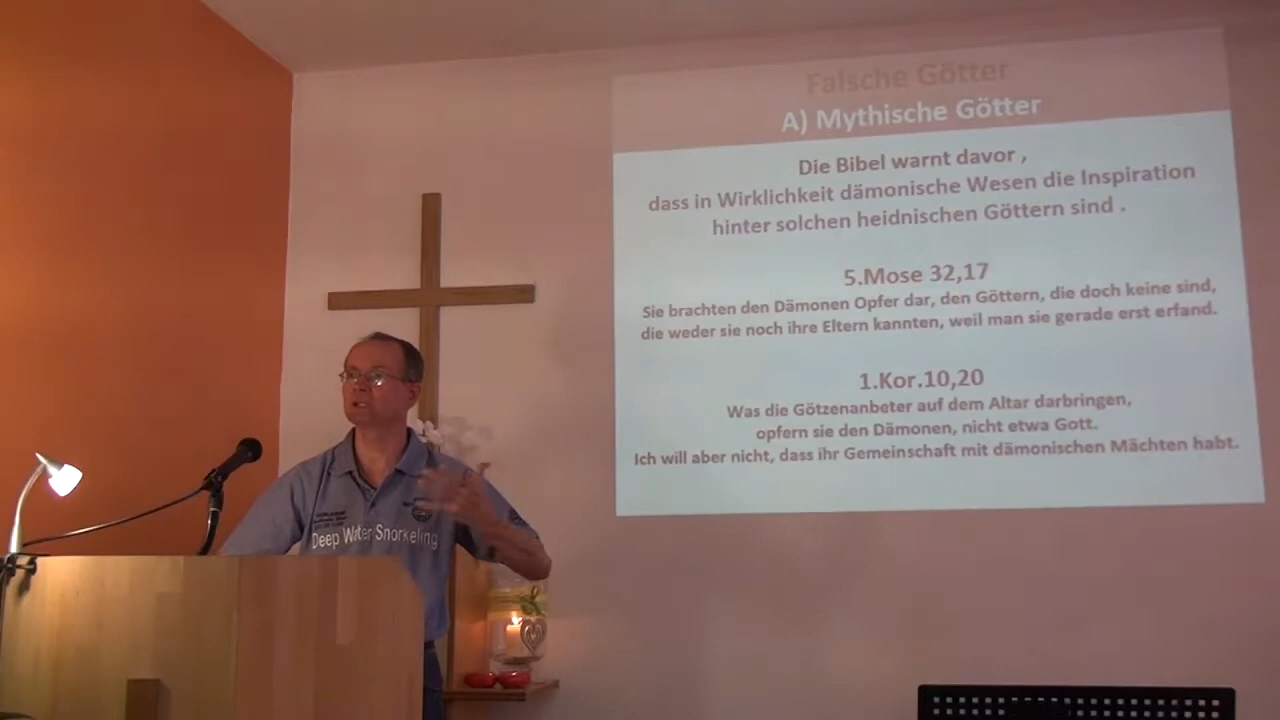 Falsche Götter
A) Mythische Götter
Die Bibel warnt davor ,
dass in Wirklichkeit dämonische Wesen die Inspiration
hinter solchen heidnischen Göttern sind .
5.Mose 32,17
Sie brachten den Dämonen Opfer dar, den Göttern, die doch keine sind,
die weder sie noch ihre Eltern kannten, weil man sie gerade erst erfand.
1.Kor.10,20
Was die Götzenanbeter auf dem Altar darbringen,
opfern sie den Dämonen, nicht etwa Gott.
Ich will aber nicht, dass ihr Gemeinschaft mit dämonischen Mächten habt.
Deep Water Snorkeling